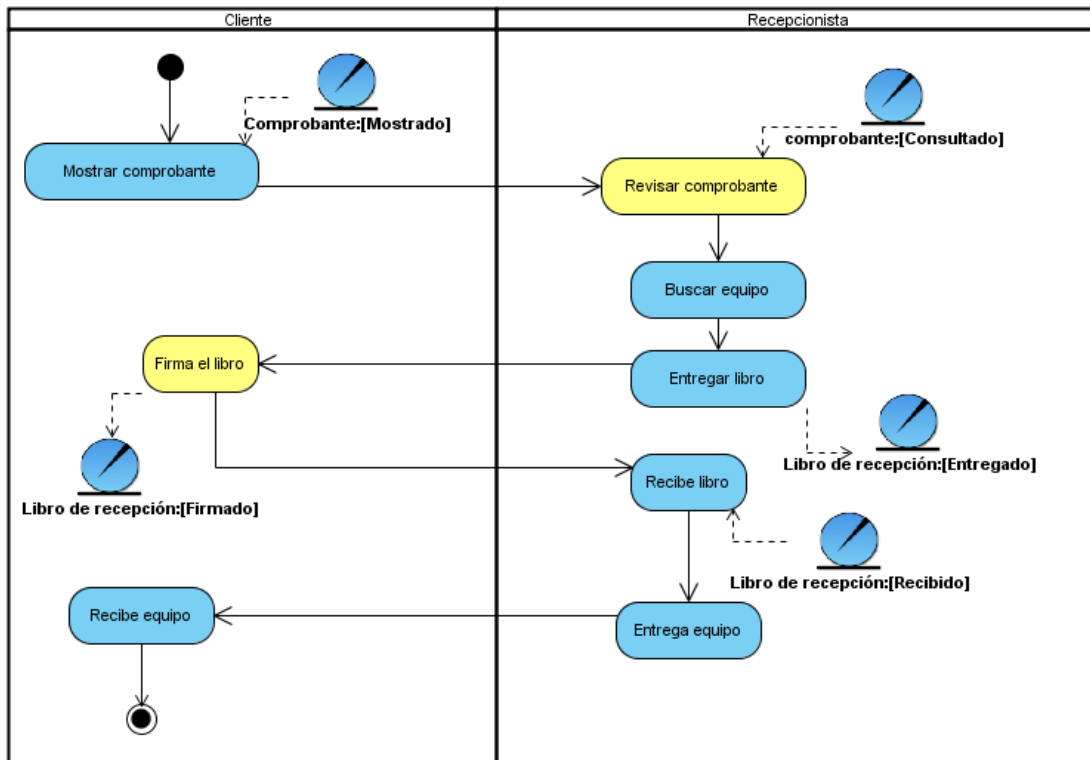 Cliente
Recepcionista
Comprobante:[Mostrado]
comprobante:[Consultado]
Mostrar comprobante
Revisar comprobante
Buscar equipo
Firma el libro
Entregar libro
Libro de recepción:[Entregado]
Recibe libro
Libro de recepción:[Firmado]
Libro de recepción:[Recibido]
Recibe equipo
Entrega equipo